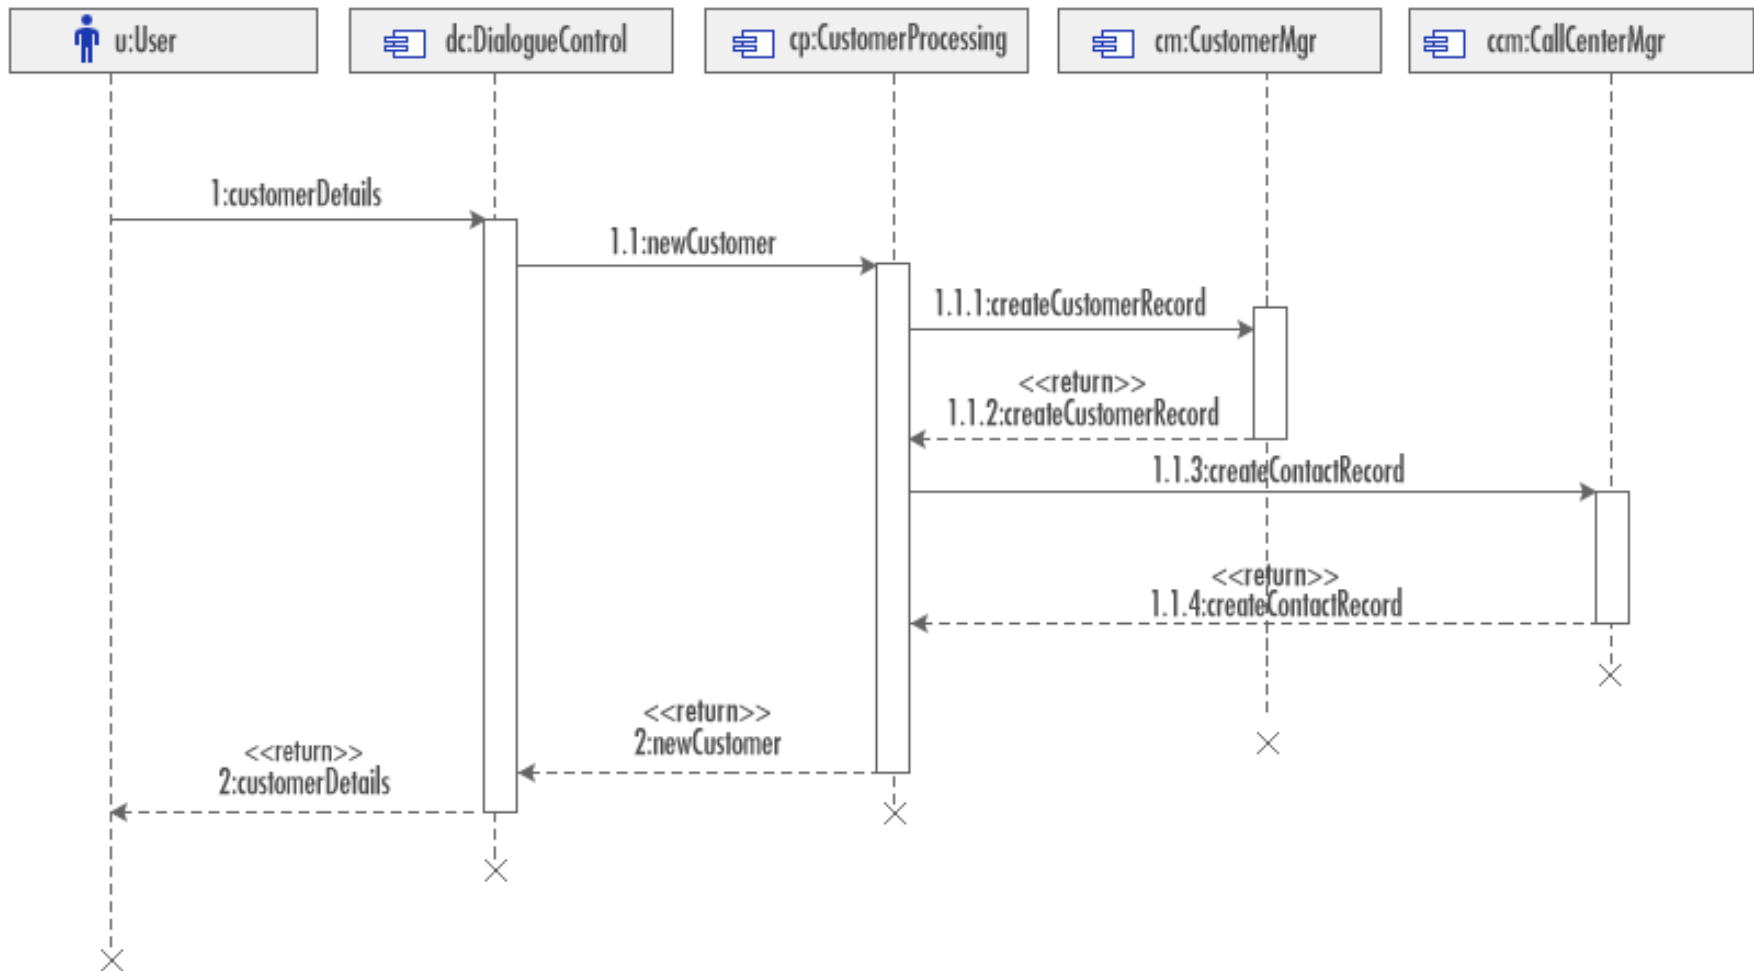 u:User
dc:DialogueControl
cp:CustomerProcessing
cm:CustomerMgr
ccm:CallCenterMgr
1:customerDetails
1.1:newCustomer
1.1.1:createCustomerRecord
<<return>>
1.1.2:createCustomerRecord
1.1.3:createContactRecord
<<return>>
1.1.4:createContactRecord
<<return>>
2:newCustomer
<<return>>
2:customerDetails